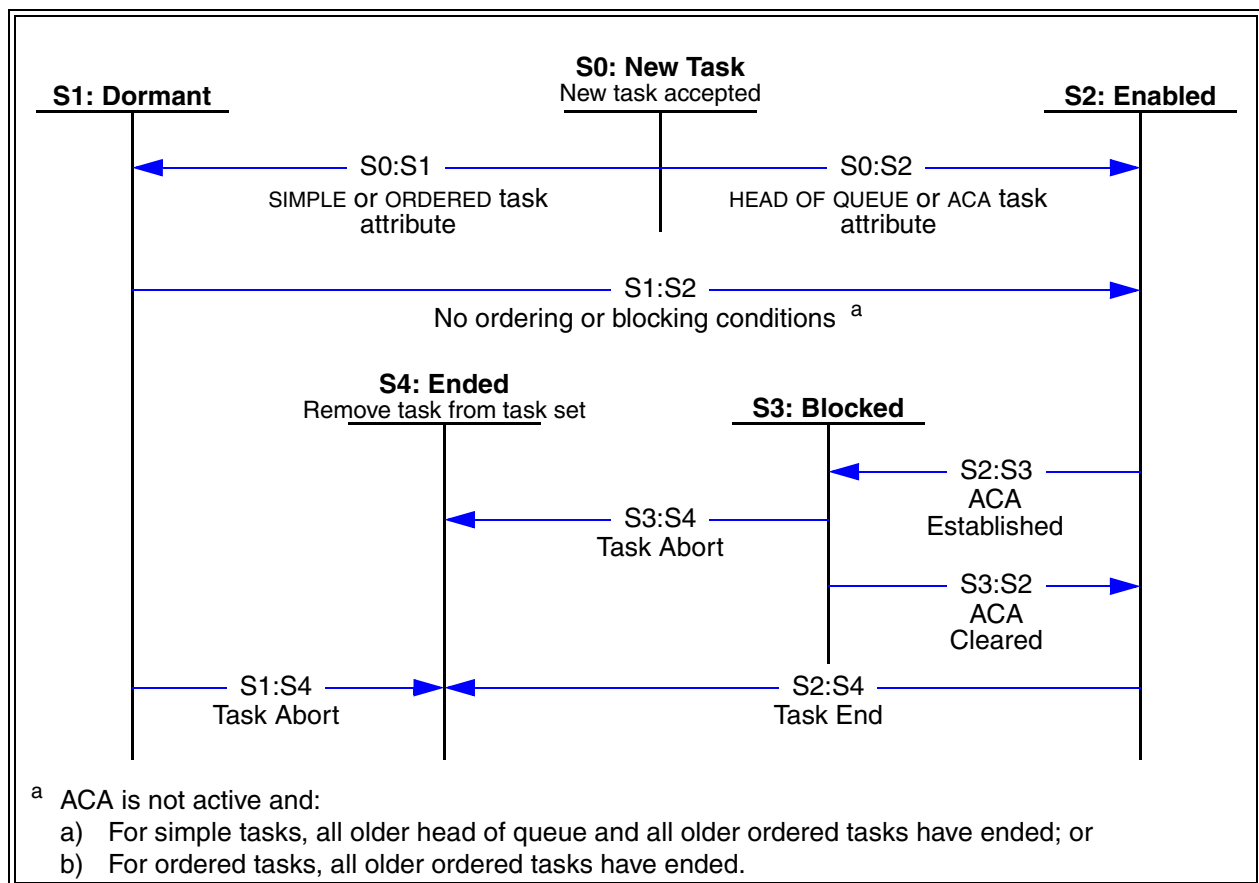 S0: New Task
New task accepted
S1: Dormant
S2: Enabled
S0:S1
SIMPLE or ORDERED task
attribute
S0:S2
HEAD OF QUEUE or ACA task
attribute
S1:S2
No ordering or blocking conditions a
S4: Ended
Remove task from task set
S3: Blocked
S2:S3
ACA
Established
S3:S4
Task Abort
S3:S2
ACA
Cleared
S1:S4
Task Abort
S2:S4
Task End
a ACA is not active and:
a) For simple tasks, all older head of queue and all older ordered tasks have ended; or
b) For ordered tasks, all older ordered tasks have ended.